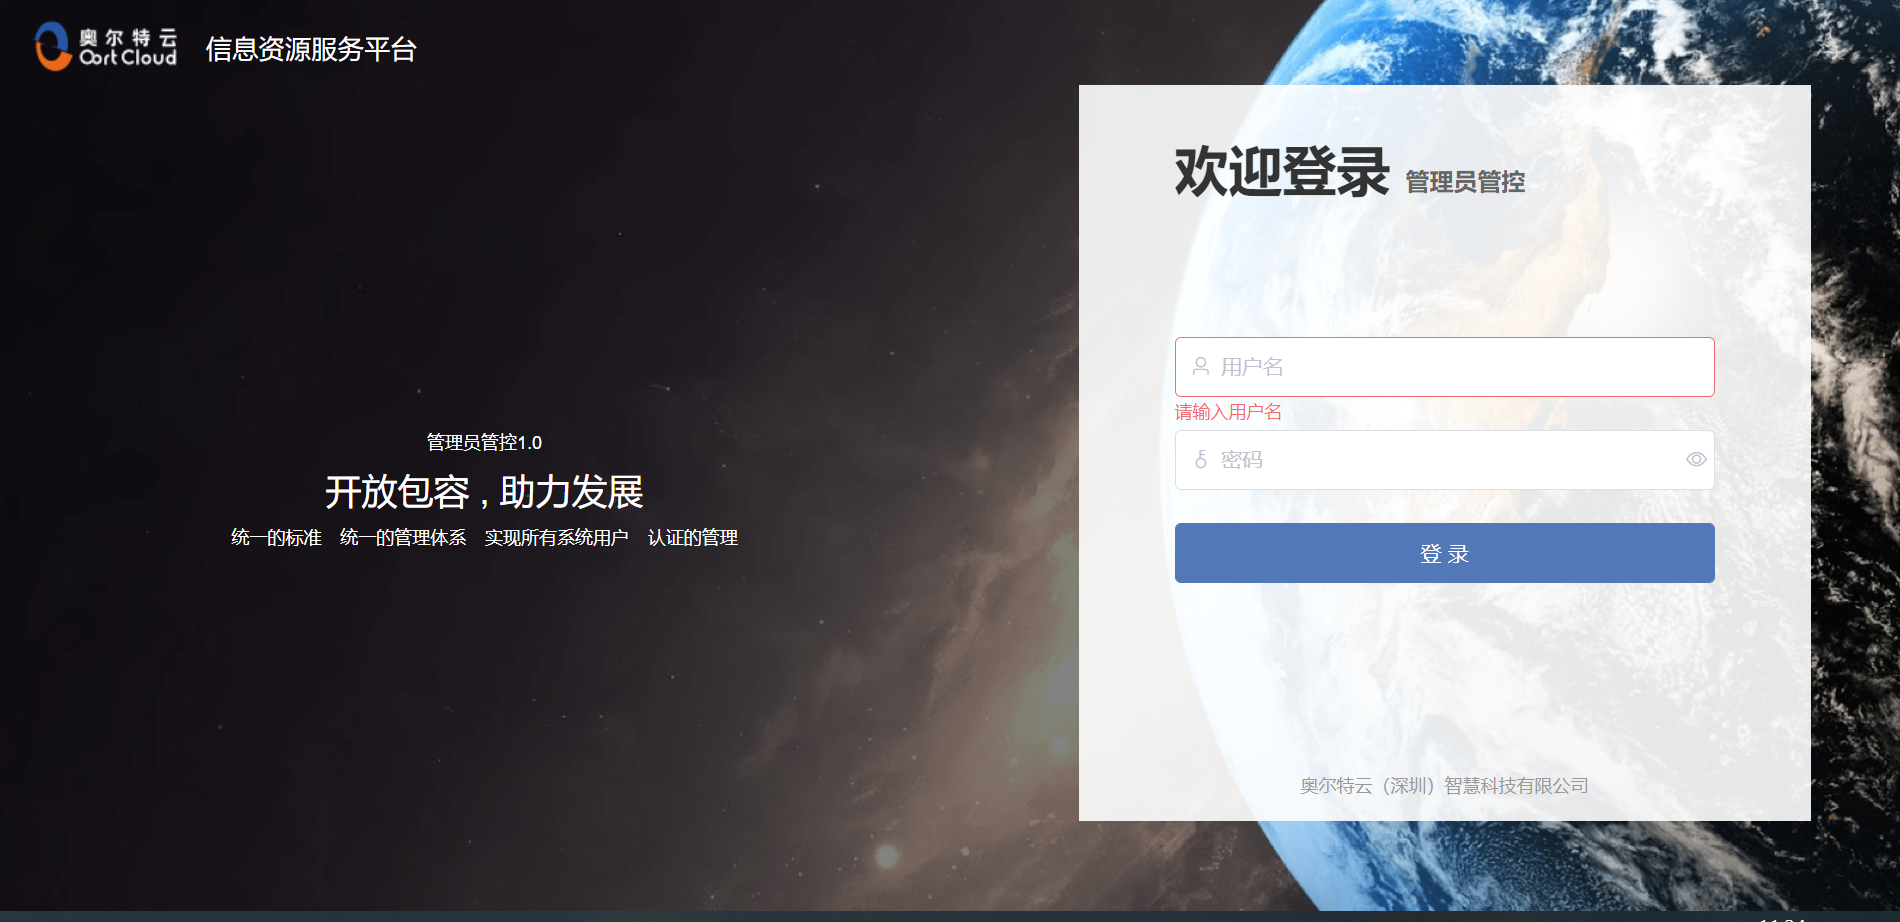 奥尔特云
Oort Cloud
信息资源服务平台
欢迎登录 管理员管控
用户名
请输入用户名
密码
登 录
管理员管控1.0
开放包容 , 助力发展
统一的标准 统一的管理体系 实现所有系统用户 认证的管理
奥尔特云（深圳）智慧科技有限公司